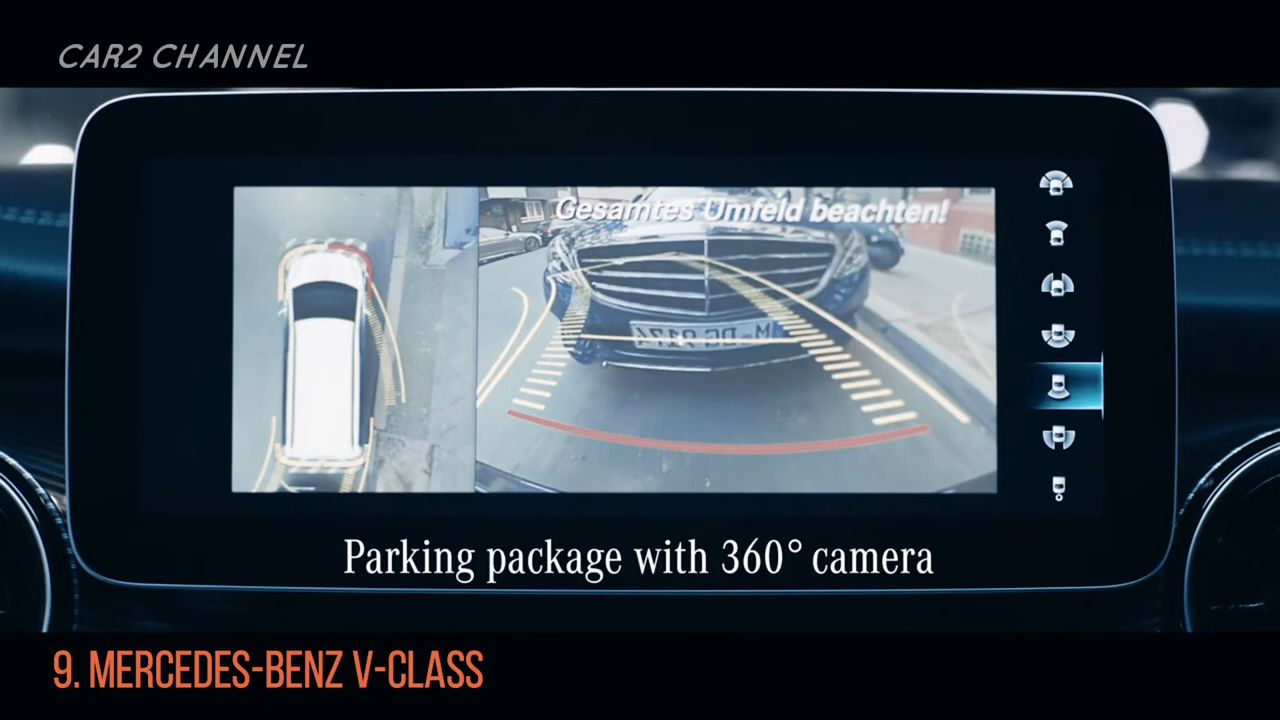 CAR2 CHANNEL
Gesamtes Umfeld beachten!
Parking package with 360° camera
9. MERCEDES-BENZ V-CLASS